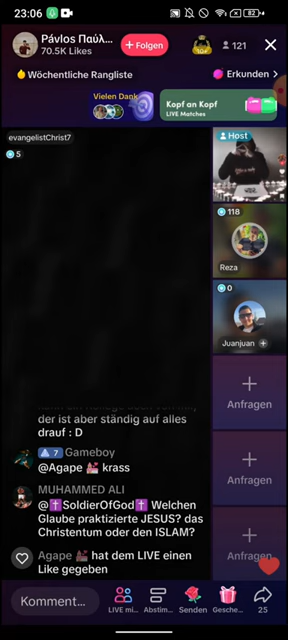 23:06
82
Pávlos Παύλ...
70.5K Likes
+ Folgen
10+
121
Wöchentliche Rangliste
Erkunden >
Vielen Dank
Kopf an Kopf
LIVE Matches
evangelistChrist7
5
Host
118
Reza
0
Juanjuan
Anfragen
Anfragen
Anfragen
der ist aber ständig auf alles
drauf : D
7 Gameboy
@Agape 💒 krass
MUHAMMED ALI
@✝️SoldierOfGod✝️ Welchen
Glaube praktizierte JESUS? das
Christentum oder den ISLAM?
Agape 💒 hat dem LIVE einen
Like gegeben
Komment...
LIVE mi...
Abstim...
Senden
Gesche...
25